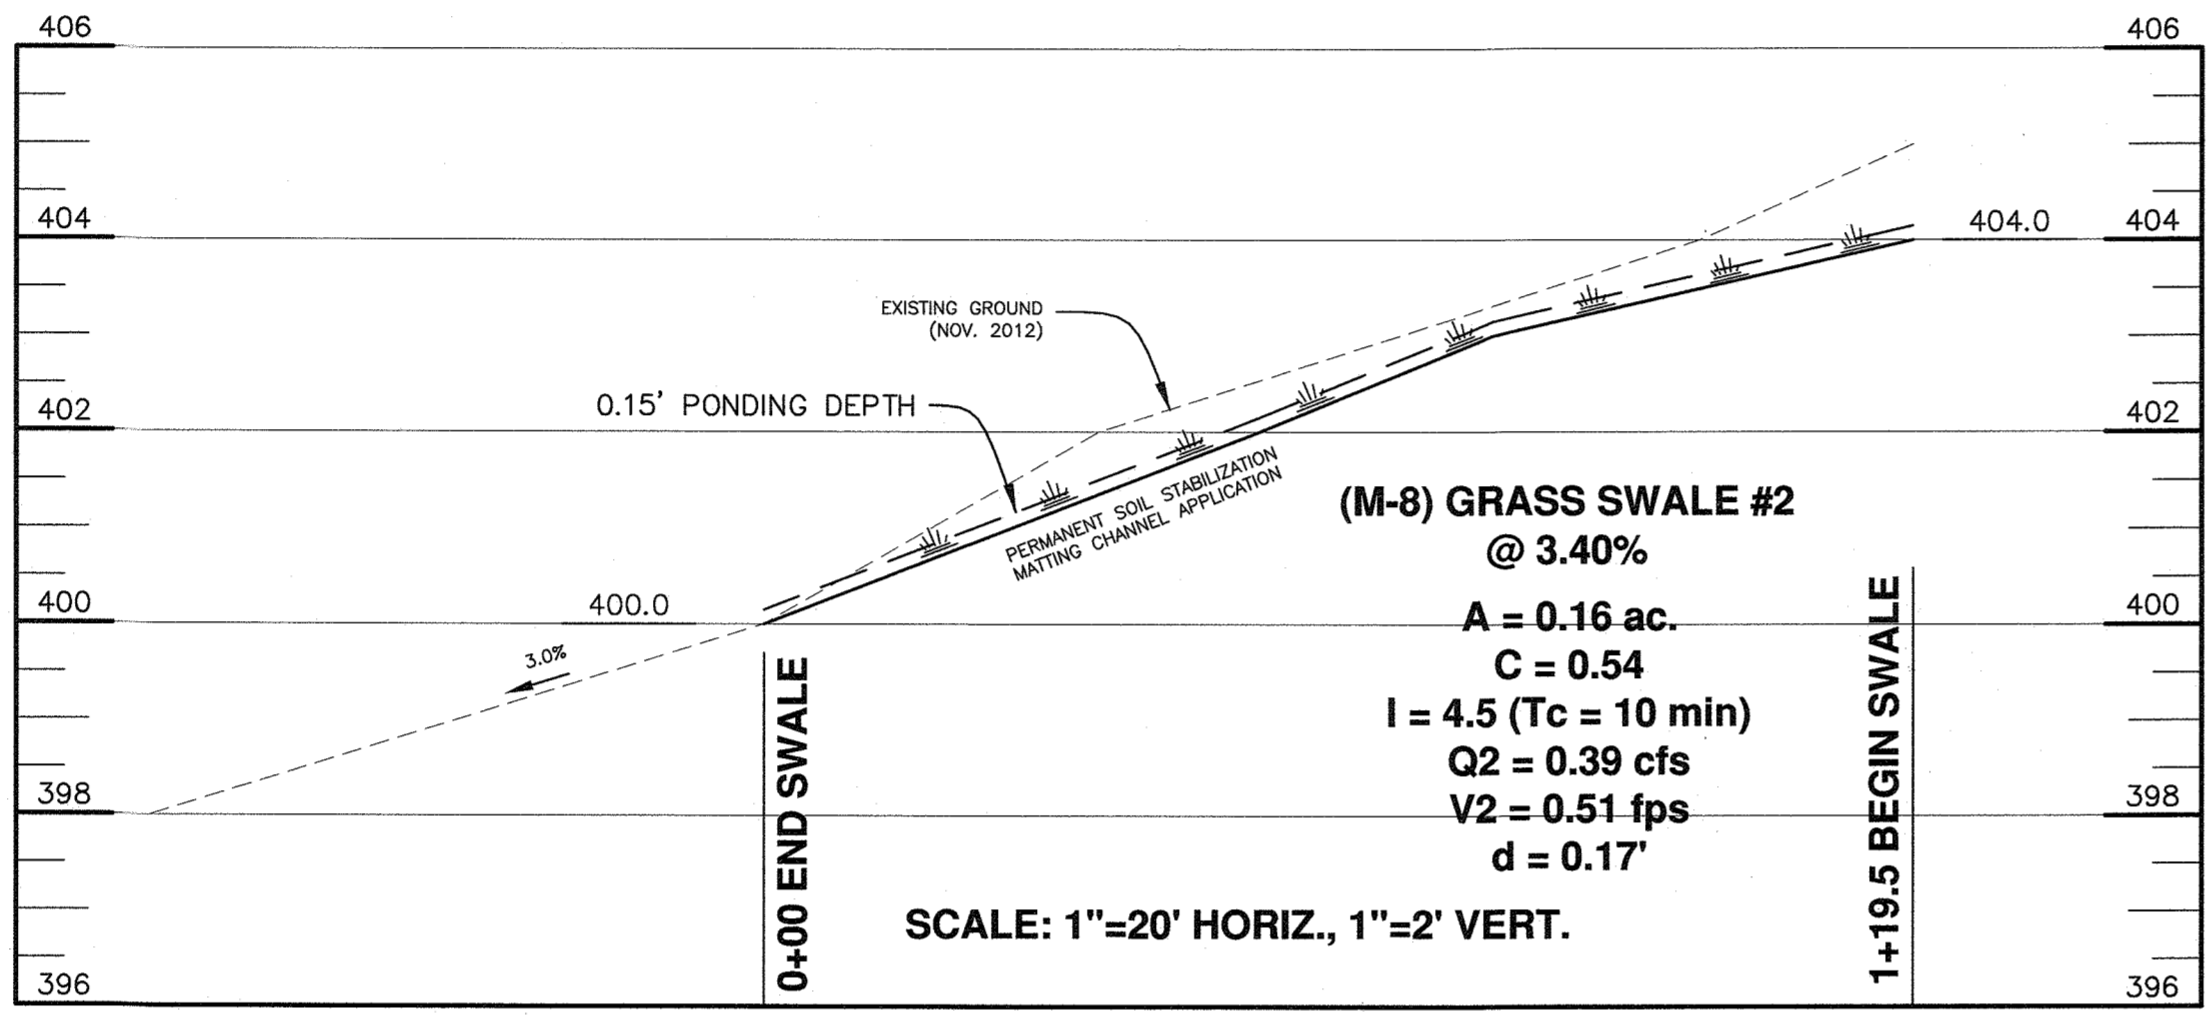 406
406
404
404.0
404
EXISTING GROUND
(NOV. 2012)
0.15' PONDING DEPTH
402
402
PERMANENT SOIL STABILIZATION
MATTING CHANNEL APPLICATION
(M-8) GRASS SWALE #2
@ 3.40%
400
400.0
400
A = 0.16 ac.
3.0%
C = 0.54
I = 4.5 (Tc = 10 min)
Q2 = 0.39 cfs
398
V2 = 0.51 fps
398
d = 0.17'
0+00 END SWALE
1+19.5 BEGIN SWALE
SCALE: 1"=20' HORIZ., 1"=2' VERT.
396
396